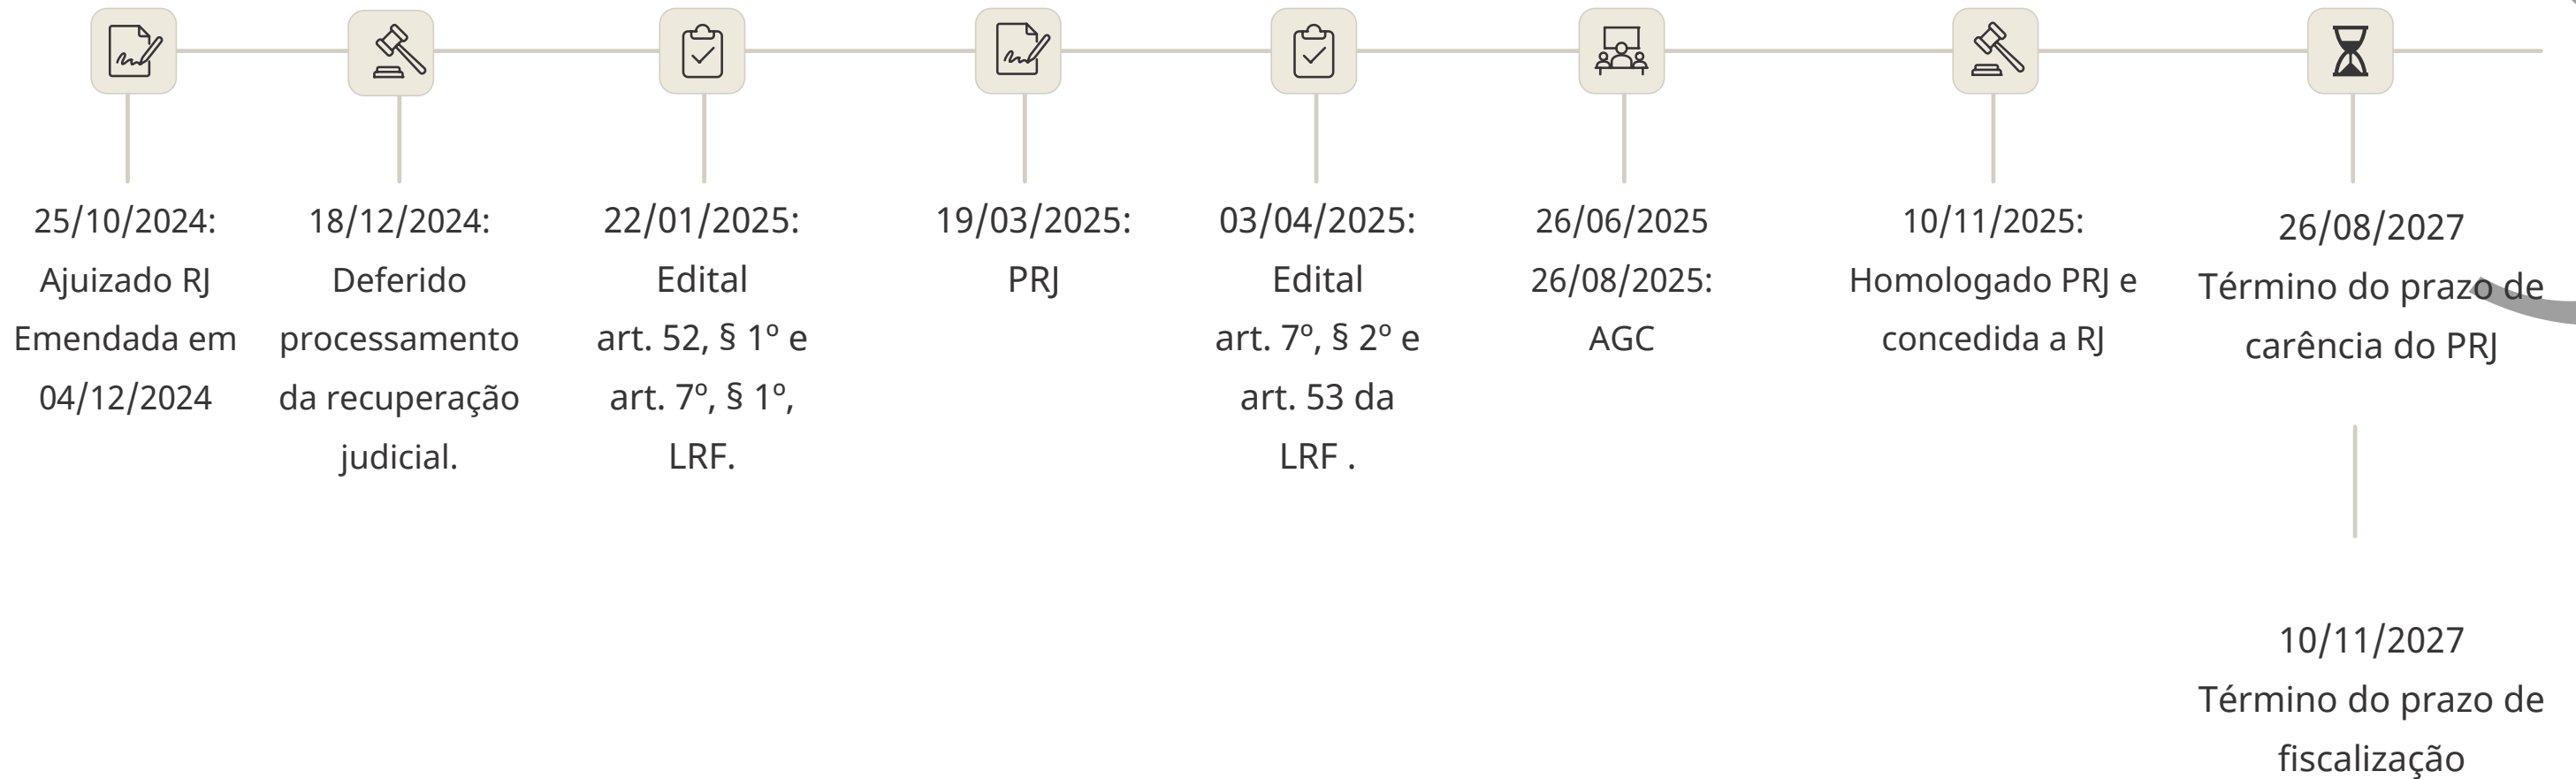 25/10/2024:
Ajuizado RJ
Emendada em
04/12/2024
18/12/2024:
Deferido
processamento
da recuperação
judicial.
22/01/2025:
Edital
art. 52, § 1º e
art. 7º, § 1º,
LRF.
19/03/2025:
PRJ
03/04/2025:
Edital
art. 7º, § 2º e
art. 53 da
LRF .
26/06/2025
26/08/2025:
AGC
10/11/2025:
Homologado PRJ e
concedida a RJ
26/08/2027
Término do prazo de
carência do PRJ
10/11/2027
Término do prazo de
fiscalização